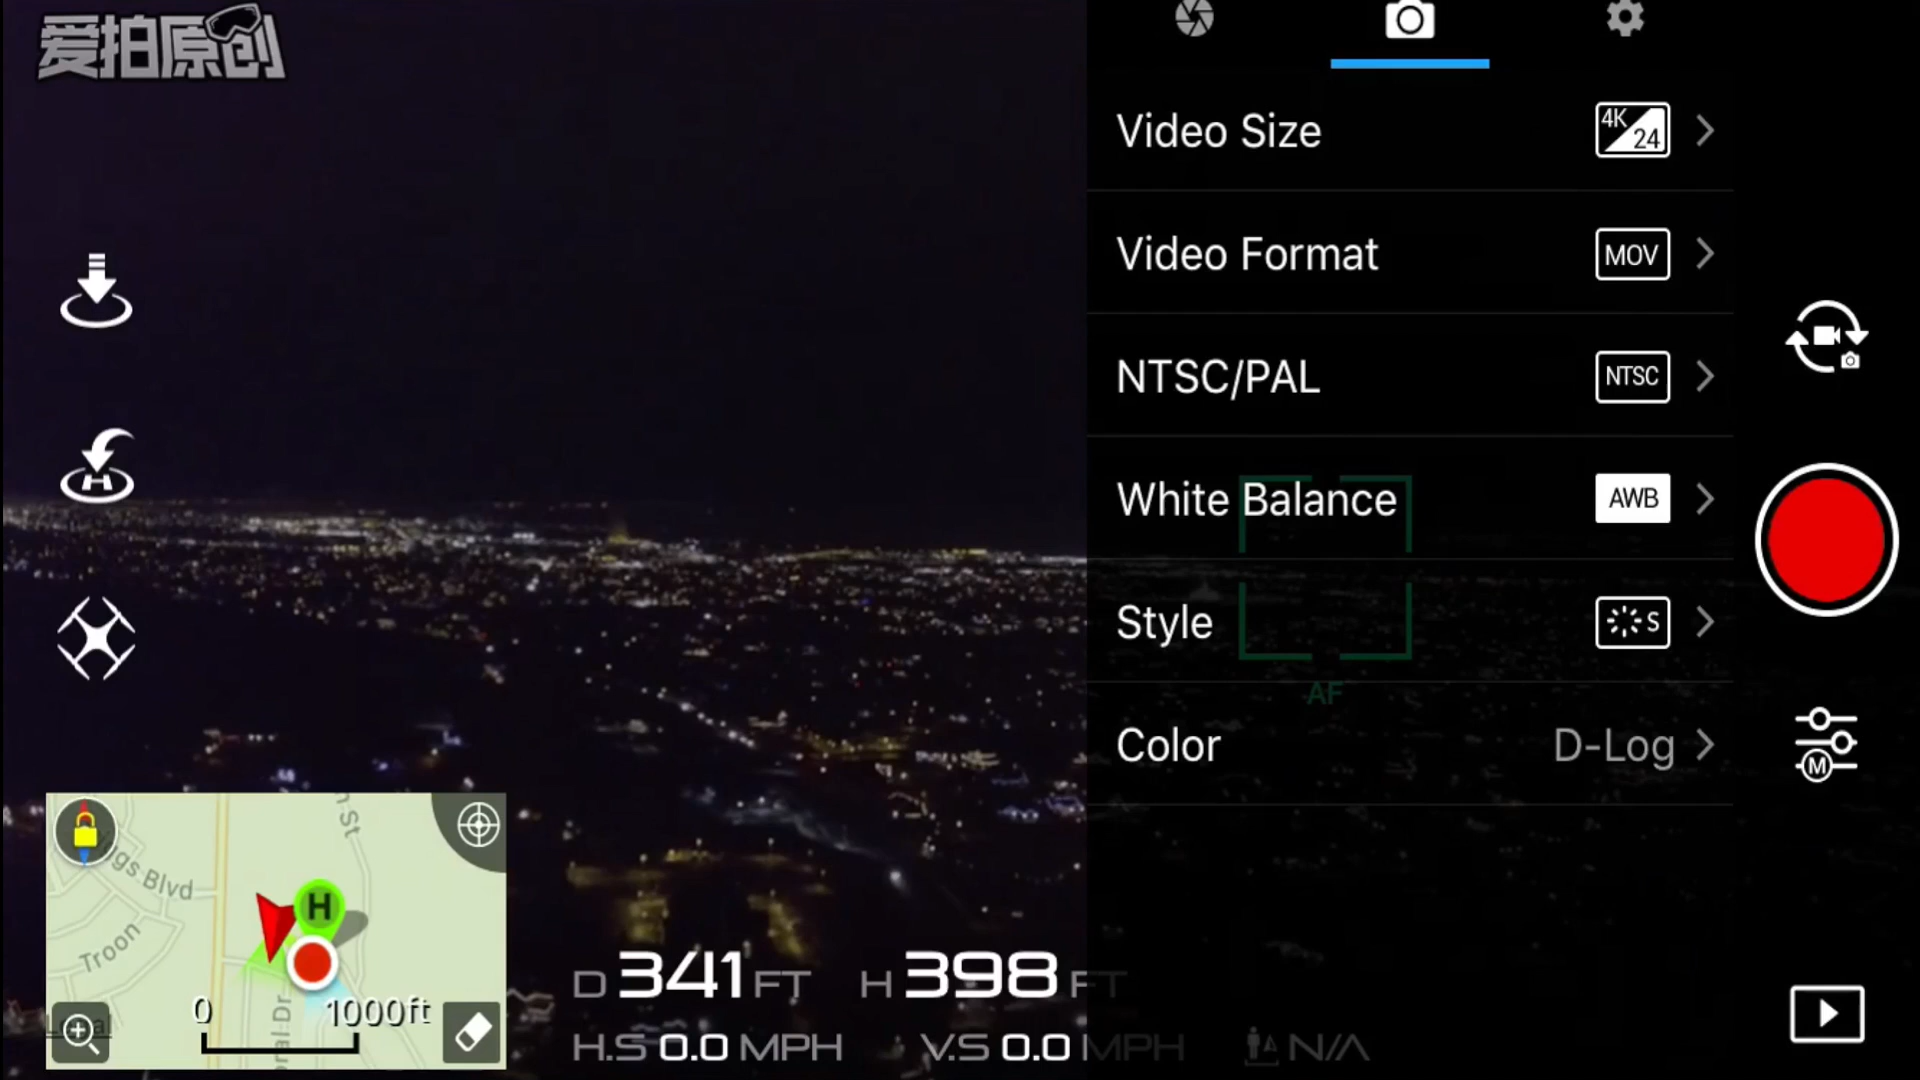 爱拍原创
Video Size
4K
24
Video Format
MOV
NTSC/PAL
NTSC
White Balance
AWB
Style
S
Color
D-Log
AF
M
n St
gs Blvd
Troon
H
0
1000ft
D 341 FT
H 398 FT
H.S 0.0 MPH
V.S 0.0 MPH
N/A